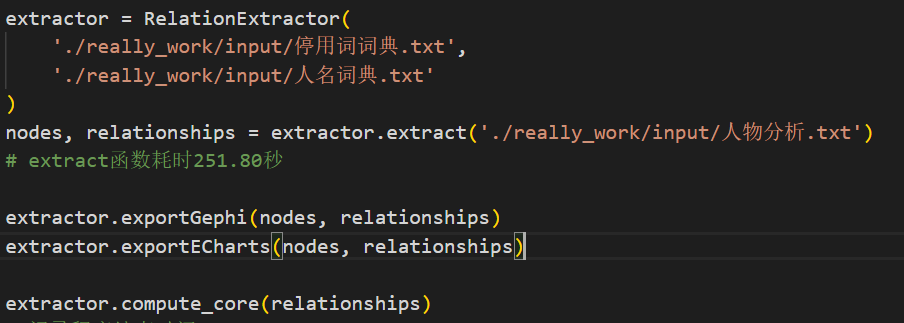 extractor = RelationExtractor(
    './really_work/input/停用词词典.txt',
    './really_work/input/人名词典.txt'
)
nodes, relationships = extractor.extract('./really_work/input/人物分析.txt')
# extract函数耗时251.80秒
extractor.exportGephi(nodes, relationships)
extractor.exportECharts(nodes, relationships)
extractor.compute_core(relationships)